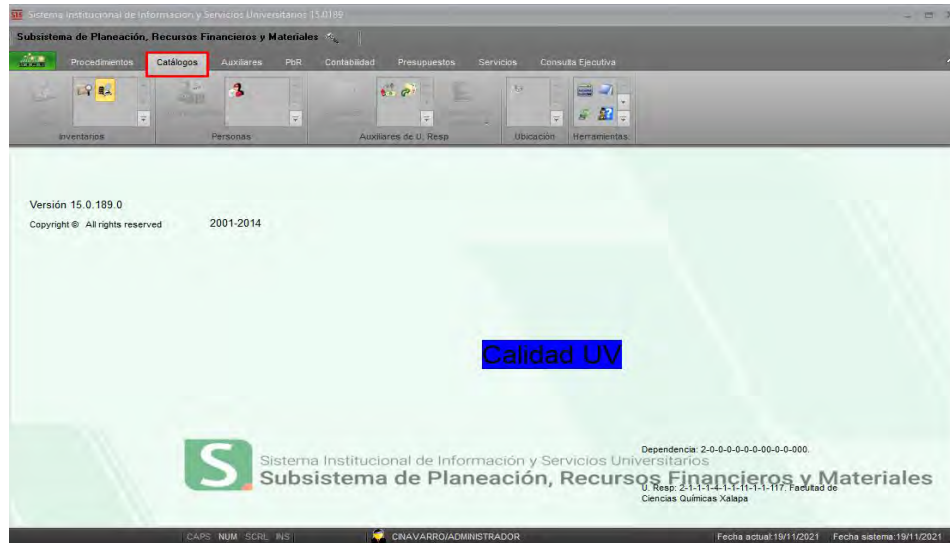 Sistema Institucional de Información y Servicios Universitarios 15.0189
Subsistema de Planeación, Recursos Financieros y Materiales
Procedimientos Catálogos Auxiliares PbR Contabilidad Presupuestos Servicios Consulta Ejecutiva
Inventarios Personas Auxiliares de U. Resp Ubicación Herramientas
Versión 15.0.189.0
Copyright © All rights reserved 2001-2014
Calidad UV
Dependencia: 2-0-0-0-0-0-00-0-0-000.
Sistema Institucional de Información y Servicios Universitarios
Subsistema de Planeación, Recursos Financieros y Materiales
U. Resp: 2-1-1-1-4-1-1-11-1-1-117, Facultad de
Ciencias Químicas Xalapa
CAPS NUM SCRL INS CINAVARRO/ADMINISTRADOR Fecha actual:19/11/2021 Fecha sistema:19/11/2021